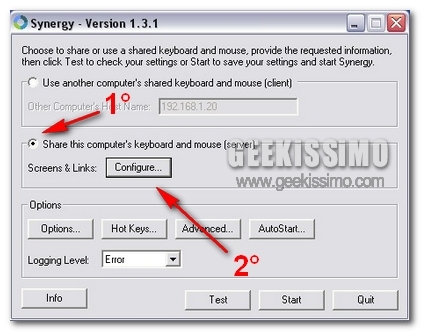 Synergy - Version 1.3.1
Choose to share or use a shared keyboard and mouse, provide the requested information,
then click Test to check your settings or Start to save your settings and start Synergy.
Use another computer's shared keyboard and mouse (client)
Other Computer's Host Name: 192.168.1.20
1°
Share this computer's keyboard and mouse (server)
GEEKISSIMO
Screens & Links: Configure...
www.geekissimo.com
Options
Options... Hot Keys... Advanced... AutoStart...
2°
Logging Level: Error
Info Test Start Quit